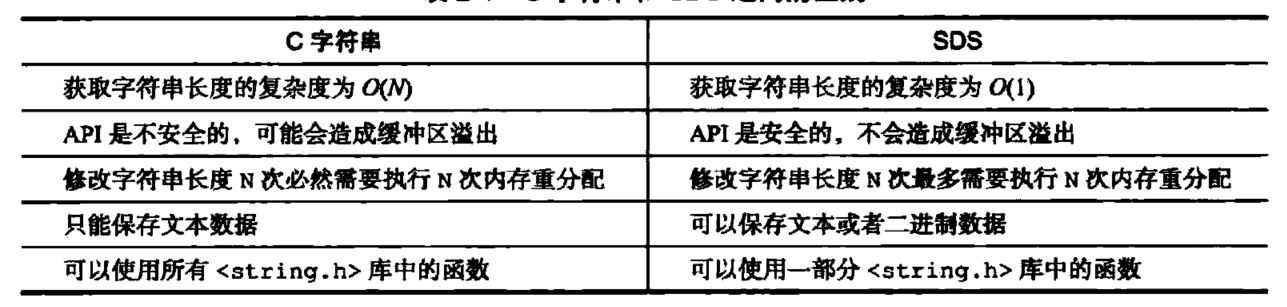 C 字符串 SDS
获取字符串长度的复杂度为 O(N) 获取字符串长度的复杂度为 O(1)
API 是不安全的，可能会造成缓冲区溢出 API 是安全的，不会造成缓冲区溢出
修改字符串长度 N 次必然需要执行 N 次内存重分配 修改字符串长度 N 次最多需要执行 N 次内存重分配
只能保存文本数据 可以保存文本或者二进制数据
可以使用所有 <string.h> 库中的函数 可以使用一部分 <string.h> 库中的函数